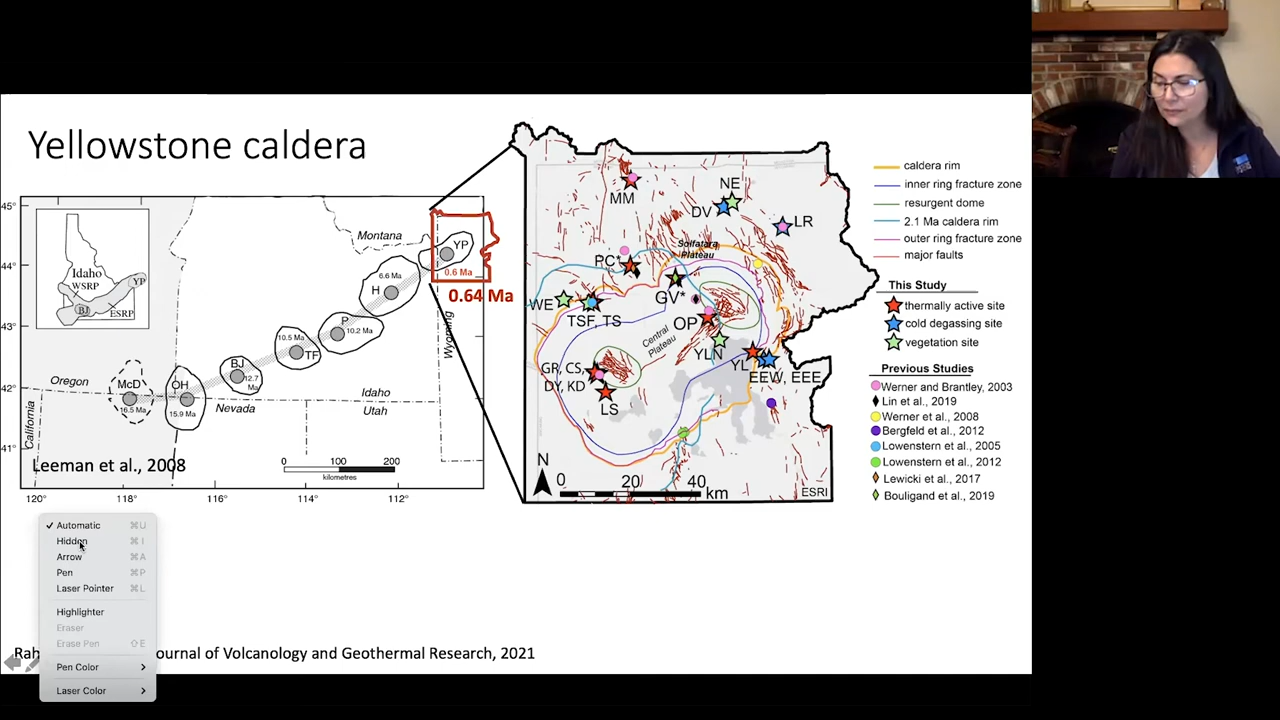 Yellowstone caldera
45°
44°
43°
42°
41°
120°
118°
116°
114°
112°
Idaho
WSRP
YP
BJ
ESRP
Montana
YP
0.6 Ma
0.64 Ma
6.6 Ma
H
P
10.2 Ma
10.5 Ma
TF
BJ
12.7
Ma
Oregon
McD
16.5 Ma
OH
15.9 Ma
Nevada
Idaho
Utah
Wyoming
California
Leeman et al., 2008
0 100 200
kilometres
MM
NE
DV
LR
Solfatara
Plateau
PC*
WE
TSF, TS
GV*
OP
Central
Plateau
YLN
YL
EEW, EEE
GR, CS,
DY, KD
LS
N
0 20 40
km
ESRI
caldera rim
inner ring fracture zone
resurgent dome
2.1 Ma caldera rim
outer ring fracture zone
major faults
This Study
thermally active site
cold degassing site
vegetation site
Previous Studies
Werner and Brantley, 2003
Lin et al., 2019
Werner et al., 2008
Bergfeld et al., 2012
Lowenstern et al., 2005
Lowenstern et al., 2012
Lewicki et al., 2017
Bouligand et al., 2019
✓ Automatic ⌘U
Hidden ⌘I
Arrow ⌘A
Pen ⌘P
Laser Pointer ⌘L
Highlighter
Eraser
Erase Pen ⇧E
Pen Color >
Laser Color >
Rah ournal of Volcanology and Geothermal Research, 2021